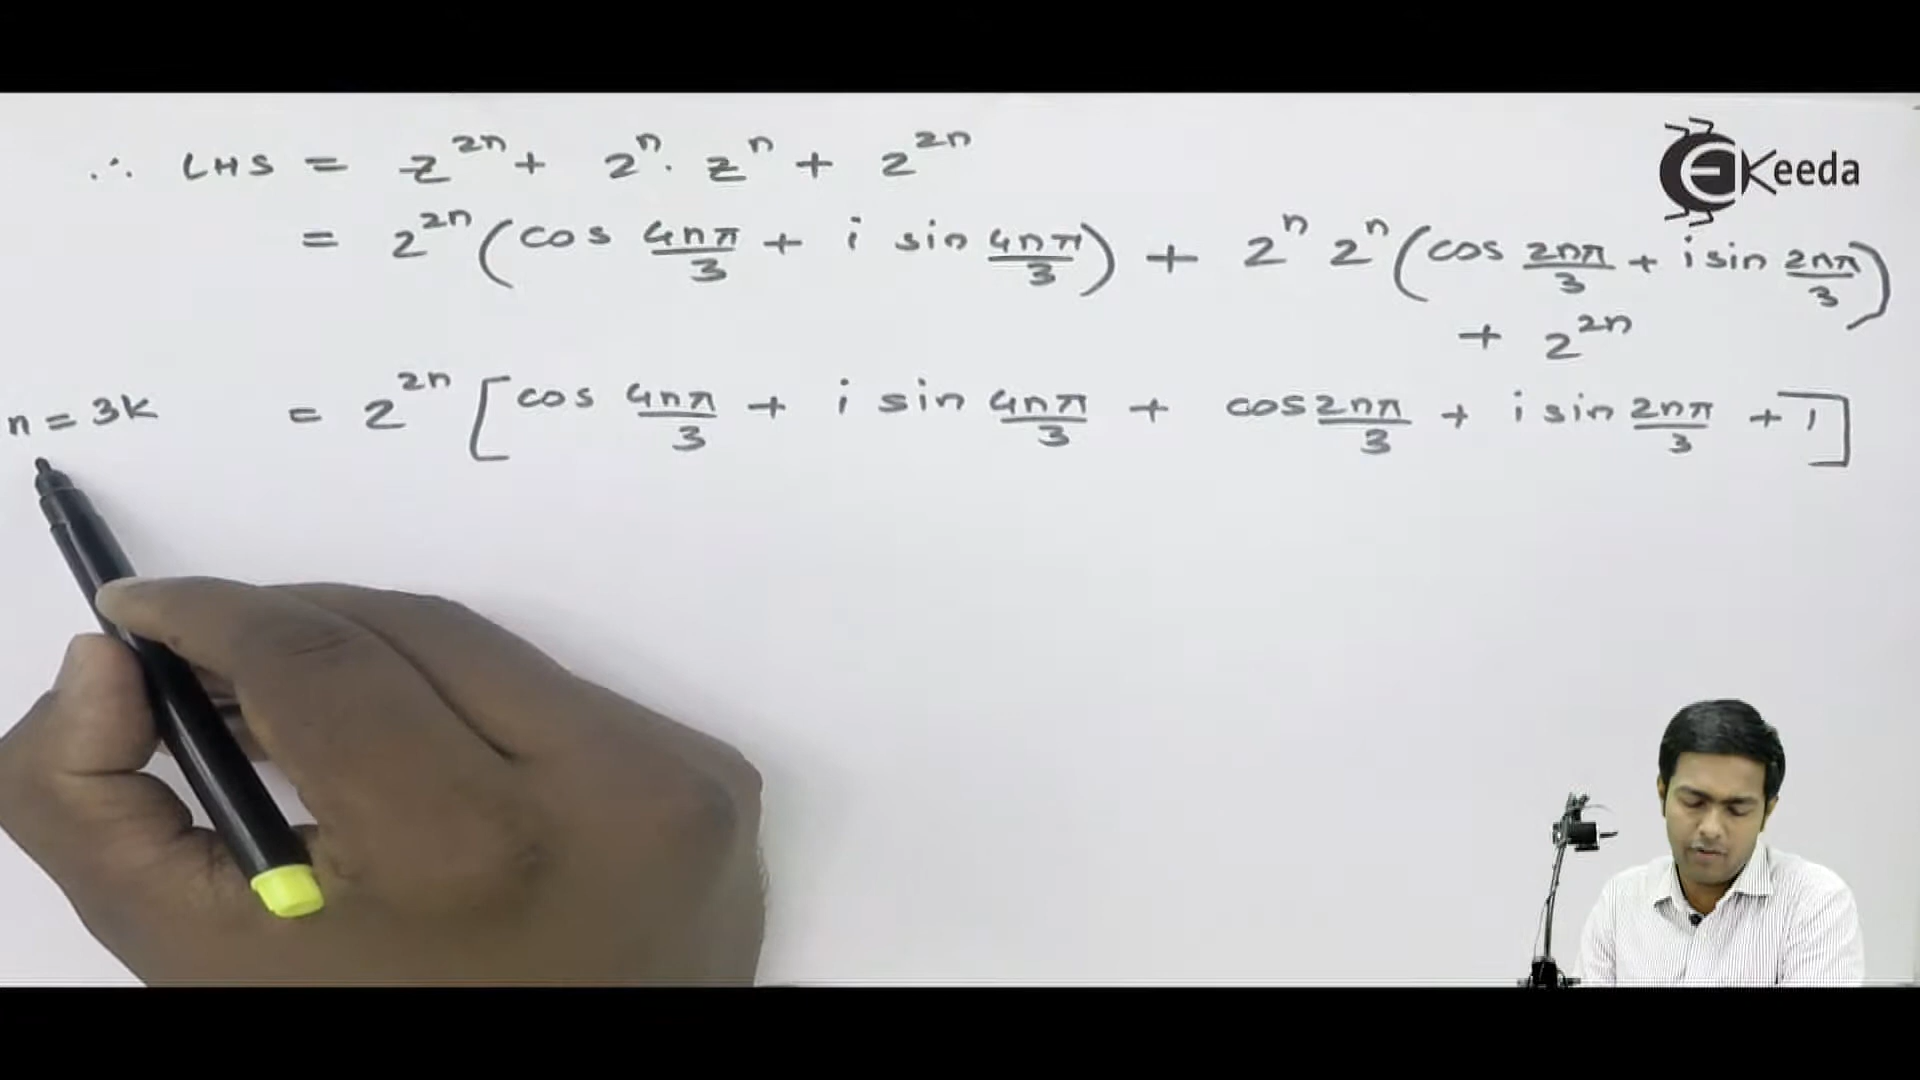 ∴ LHS = z^2n + 2^n · z^n + 2^2n
Keeda
= 2^2n (cos 4nπ/3 + i sin 4nπ/3) + 2^n 2^n (cos 2nπ/3 + i sin 2nπ/3)
+ 2^2n
n = 3k = 2^2n [cos 4nπ/3 + i sin 4nπ/3 + cos 2nπ/3 + i sin 2nπ/3 + 1]